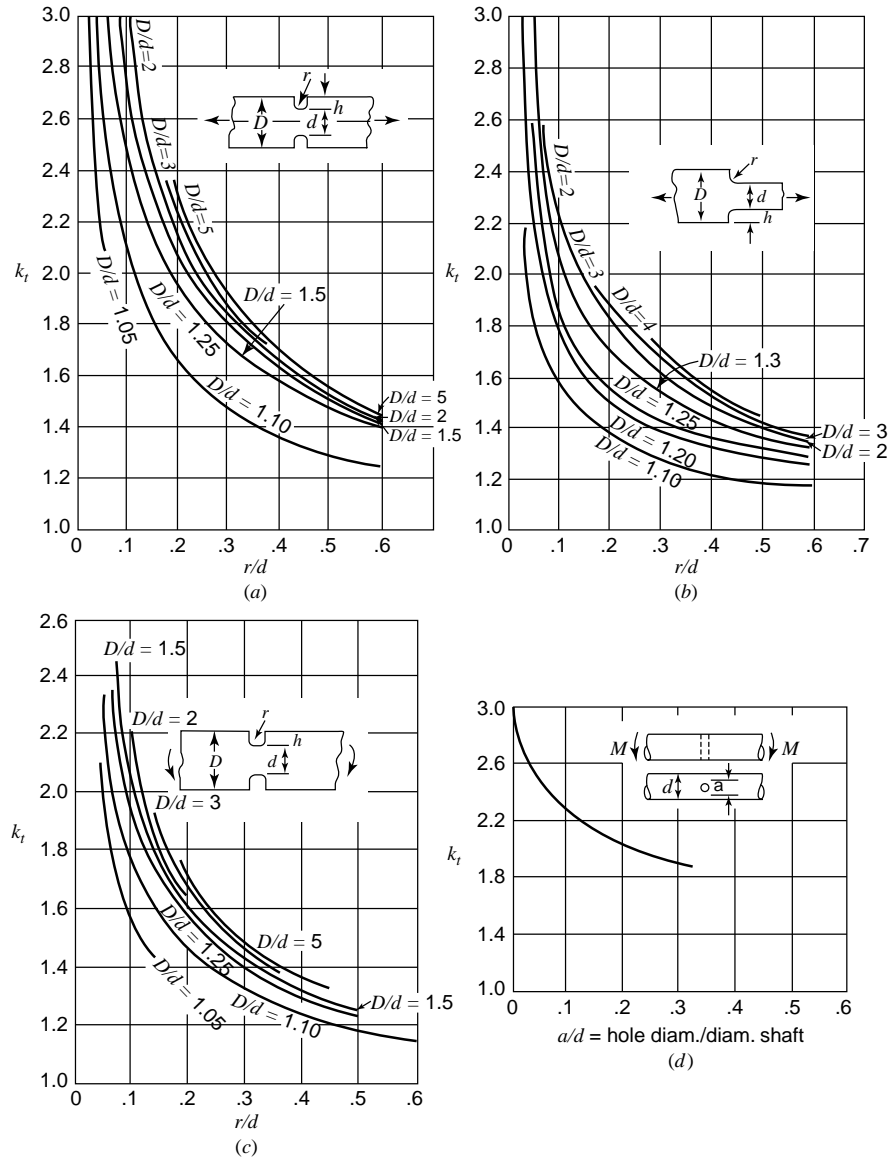 3.0
2.8
2.6
2.4
2.2
2.0
1.8
1.6
1.4
1.2
1.0
k_t
0 .1 .2 .3 .4 .5 .6
r/d
(a)
D/d=2
D/d=3
D/d=5
D/d = 1.05
D/d = 1.25
D/d = 1.10
D/d = 1.5
D/d = 5
D/d = 2
D/d = 1.5
r
h
D
d
3.0
2.8
2.6
2.4
2.2
2.0
1.8
1.6
1.4
1.2
1.0
k_t
0 .1 .2 .3 .4 .5 .6 .7
r/d
(b)
D/d=2
D/d=3
D/d=4
D/d = 1.3
D/d = 1.25
D/d = 1.20
D/d = 1.10
D/d = 3
D/d = 2
r
D
d
h
2.6
2.4
2.2
2.0
1.8
1.6
1.4
1.2
1.0
k_t
0 .1 .2 .3 .4 .5 .6
r/d
(c)
D/d = 1.5
D/d = 2
D/d = 3
D/d = 5
D/d = 1.25
D/d = 1.05
D/d = 1.10
D/d = 1.5
r
h
D
d
3.0
2.6
2.2
1.8
1.4
1.0
k_t
0 .1 .2 .3 .4 .5 .6
a/d = hole diam./diam. shaft
(d)
M
M
d
a